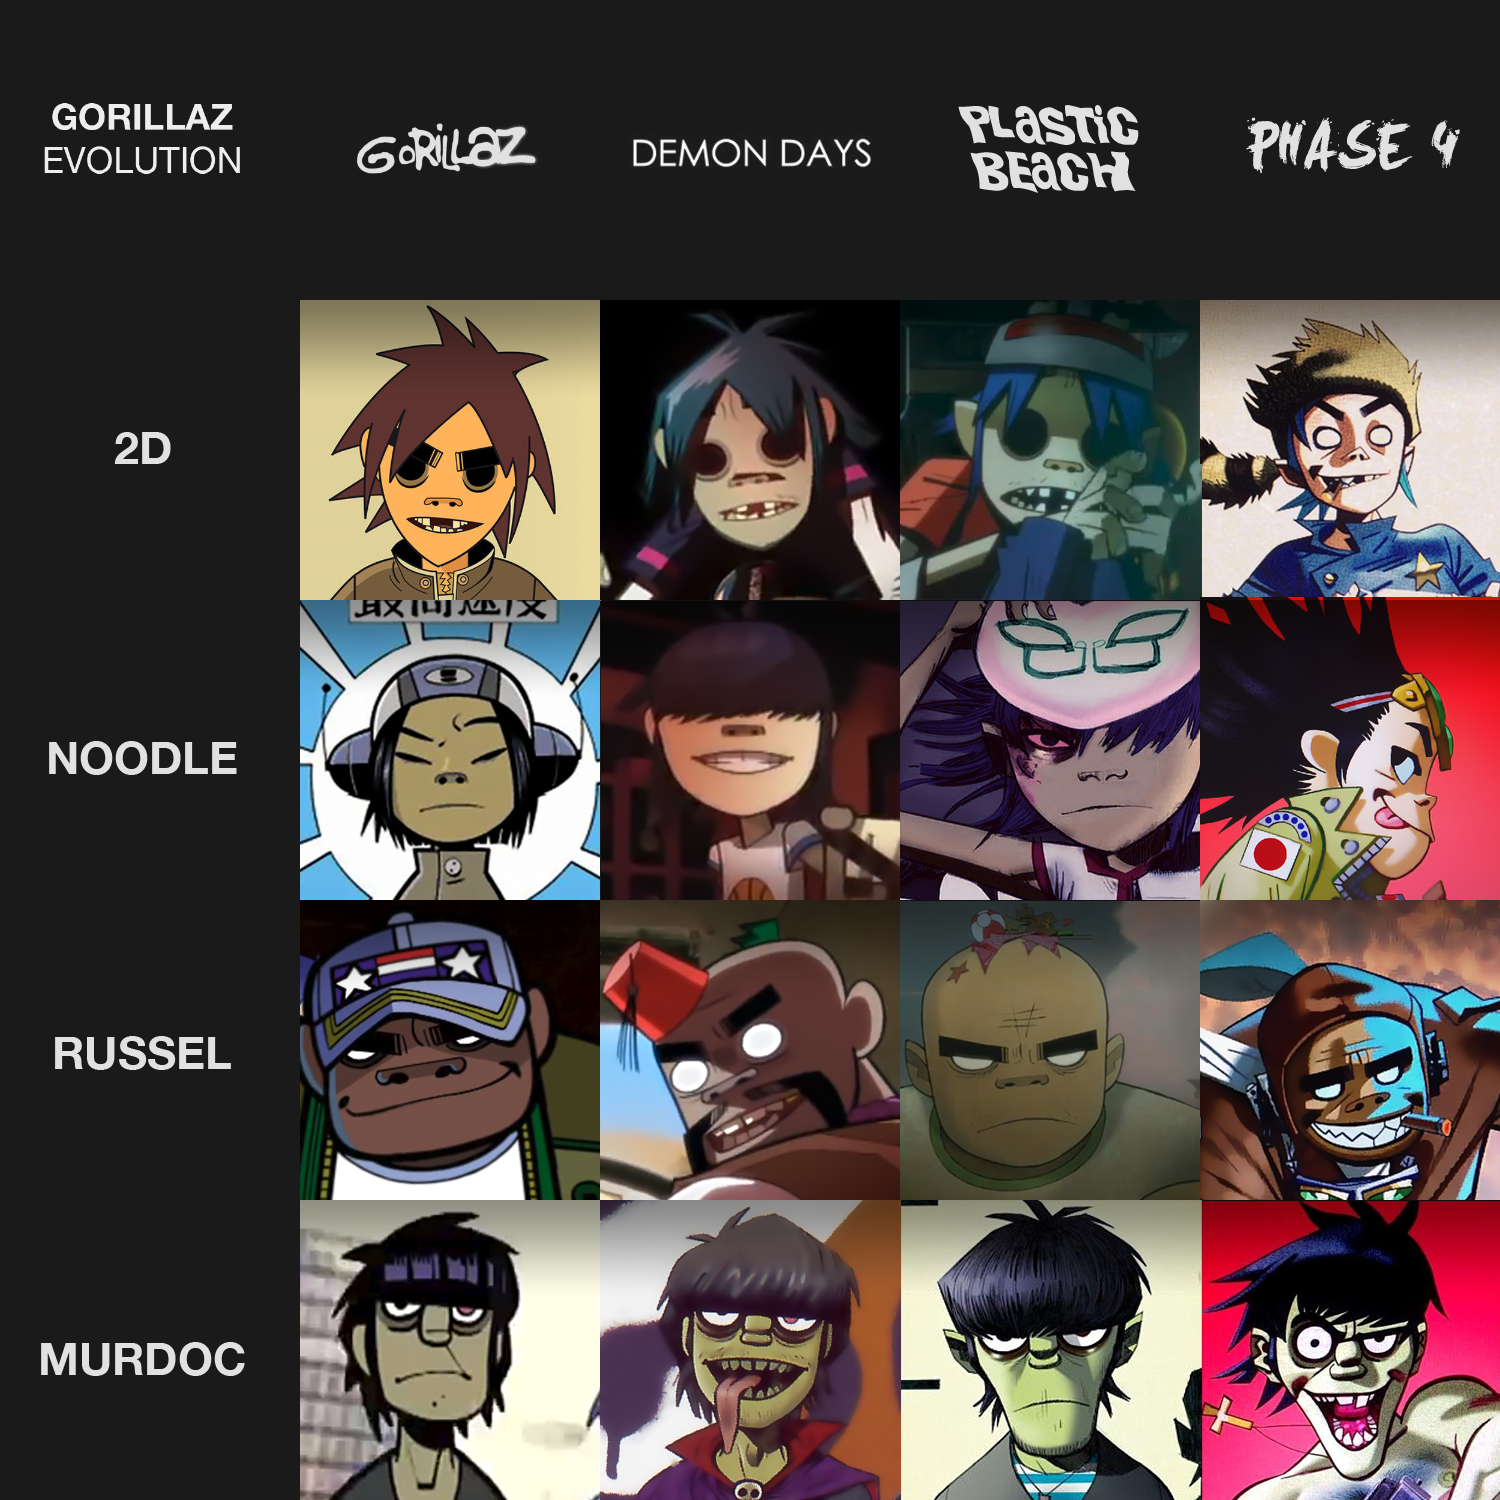 GORILLAZ
EVOLUTION
GORILLAZ
DEMON DAYS
PLASTIC
BEACH
PHASE 4
2D
NOODLE
RUSSEL
MURDOC